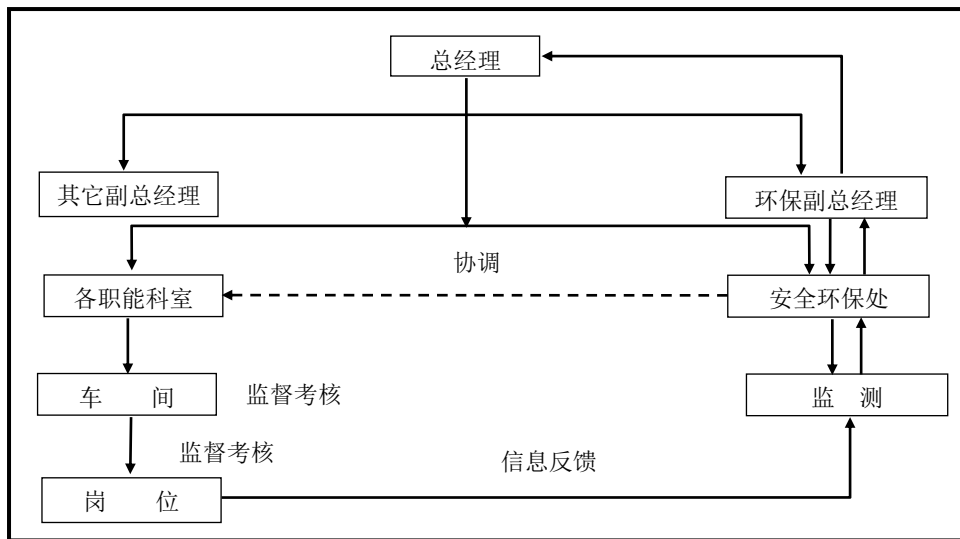 总经理
其它副总经理
环保副总经理
协调
各职能科室
安全环保处
车 间
监督考核
监 测
监督考核
信息反馈
岗 位